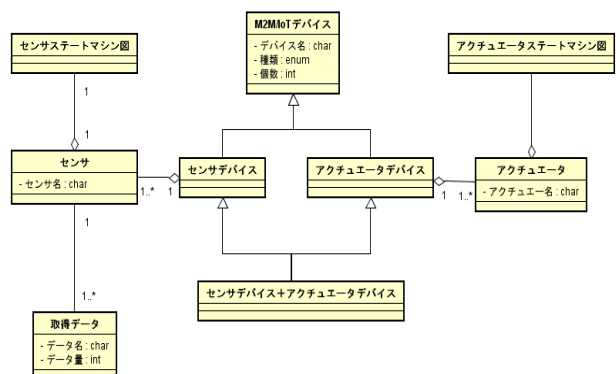 M2M/IoTデバイス
- デバイス名 : char
- 種類 : enum
- 個数 : int
センサステートマシン図
アクチュエータステートマシン図
1
1
センサ
- センサ名 : char
1..*
1
センサデバイス
アクチュエータデバイス
1
1..*
アクチュエータ
- アクチュエー名 : char
1
1..*
センサデバイス+アクチュエータデバイス
取得データ
- データ名 : char
- データ量 : int